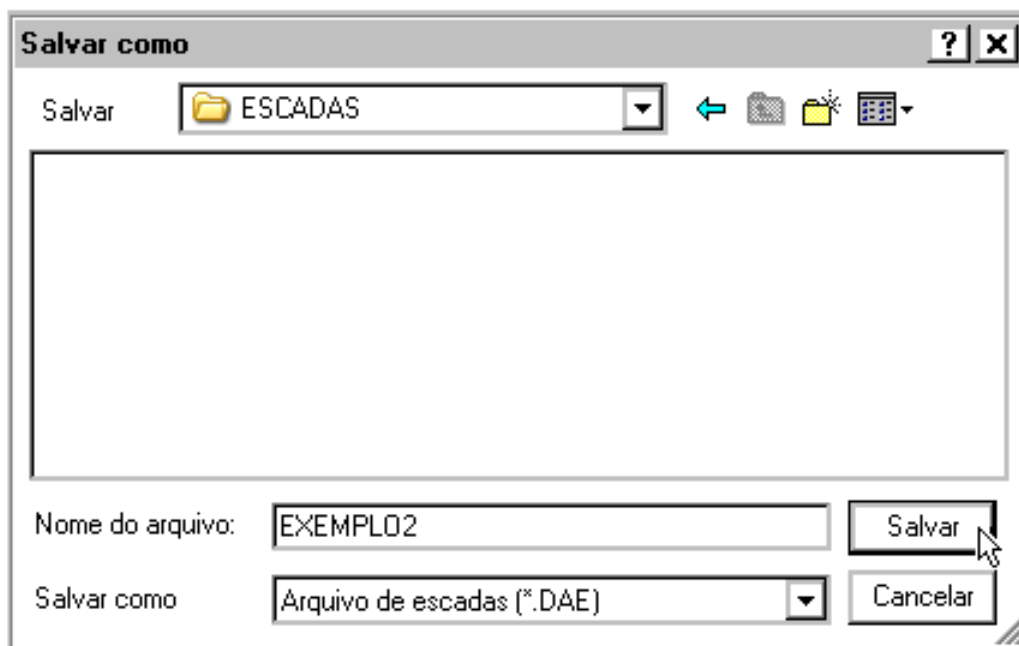 Salvar como
Salvar ESCADAS
Nome do arquivo: EXEMPLO2 Salvar
Salvar como Arquivo de escadas (*.DAE) Cancelar